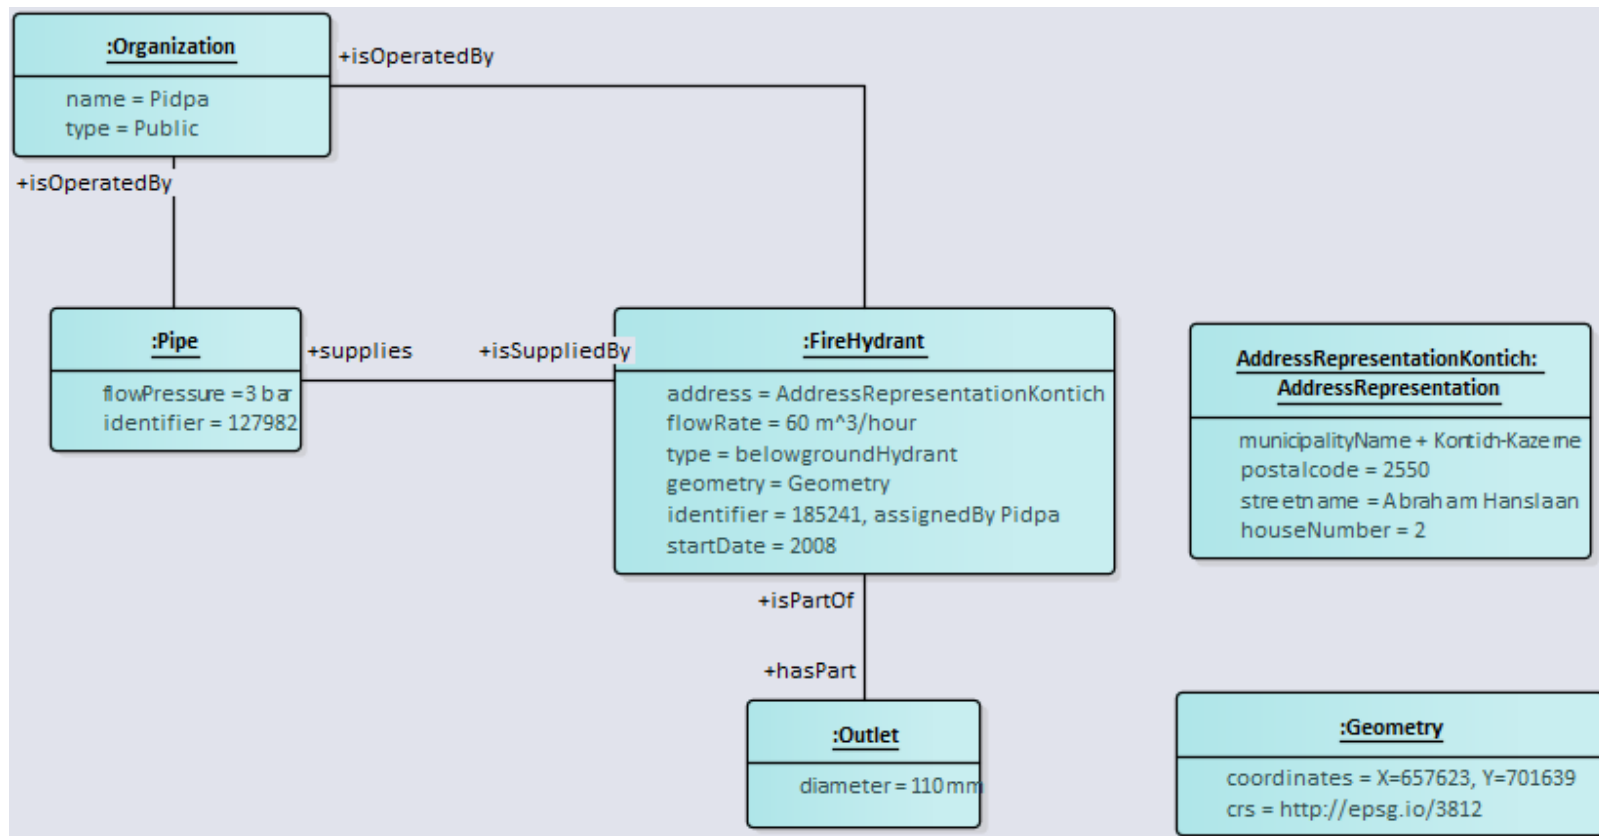 :Organization
name = Pidpa
type = Public
+isOperatedBy
+isOperatedBy
:Pipe
flowPressure =3 bar
identifier = 127982
+supplies
+isSuppliedBy
:FireHydrant
address = AddressRepresentationKontich
flowRate = 60 m^3/hour
type = belowgroundHydrant
geometry = Geometry
identifier = 185241, assignedBy Pidpa
startDate = 2008
AddressRepresentationKontich:
AddressRepresentation
municipalityName + Kontich-Kazerne
postalcode = 2550
streetname = Abraham Hanslaan
houseNumber = 2
+isPartOf
+hasPart
:Outlet
diameter = 110 mm
:Geometry
coordinates = X=657623, Y=701639
crs = http://epsg.io/3812